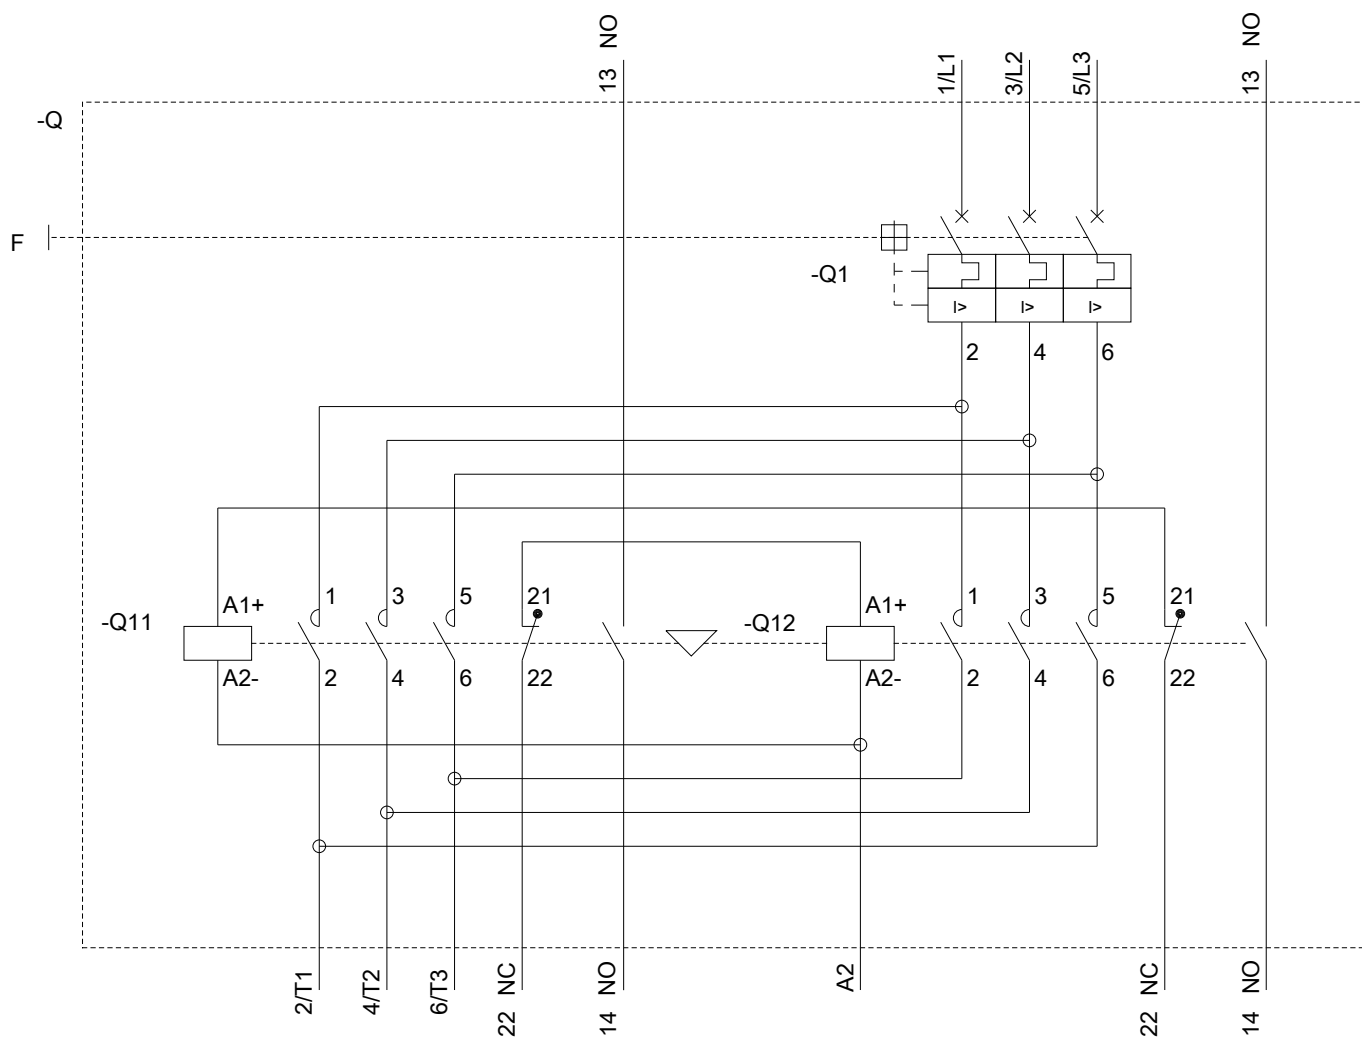 13 NO
1/L1
3/L2
5/L3
13 NO
-Q
F
-Q1
I> I> I>
2 4 6
-Q11
A1+ 1 3 5 21
-Q12
A1+ 1 3 5 21
A2- 2 4 6 22
A2- 2 4 6 22
2/T1
4/T2
6/T3
22 NC
14 NO
A2
22 NC
14 NO